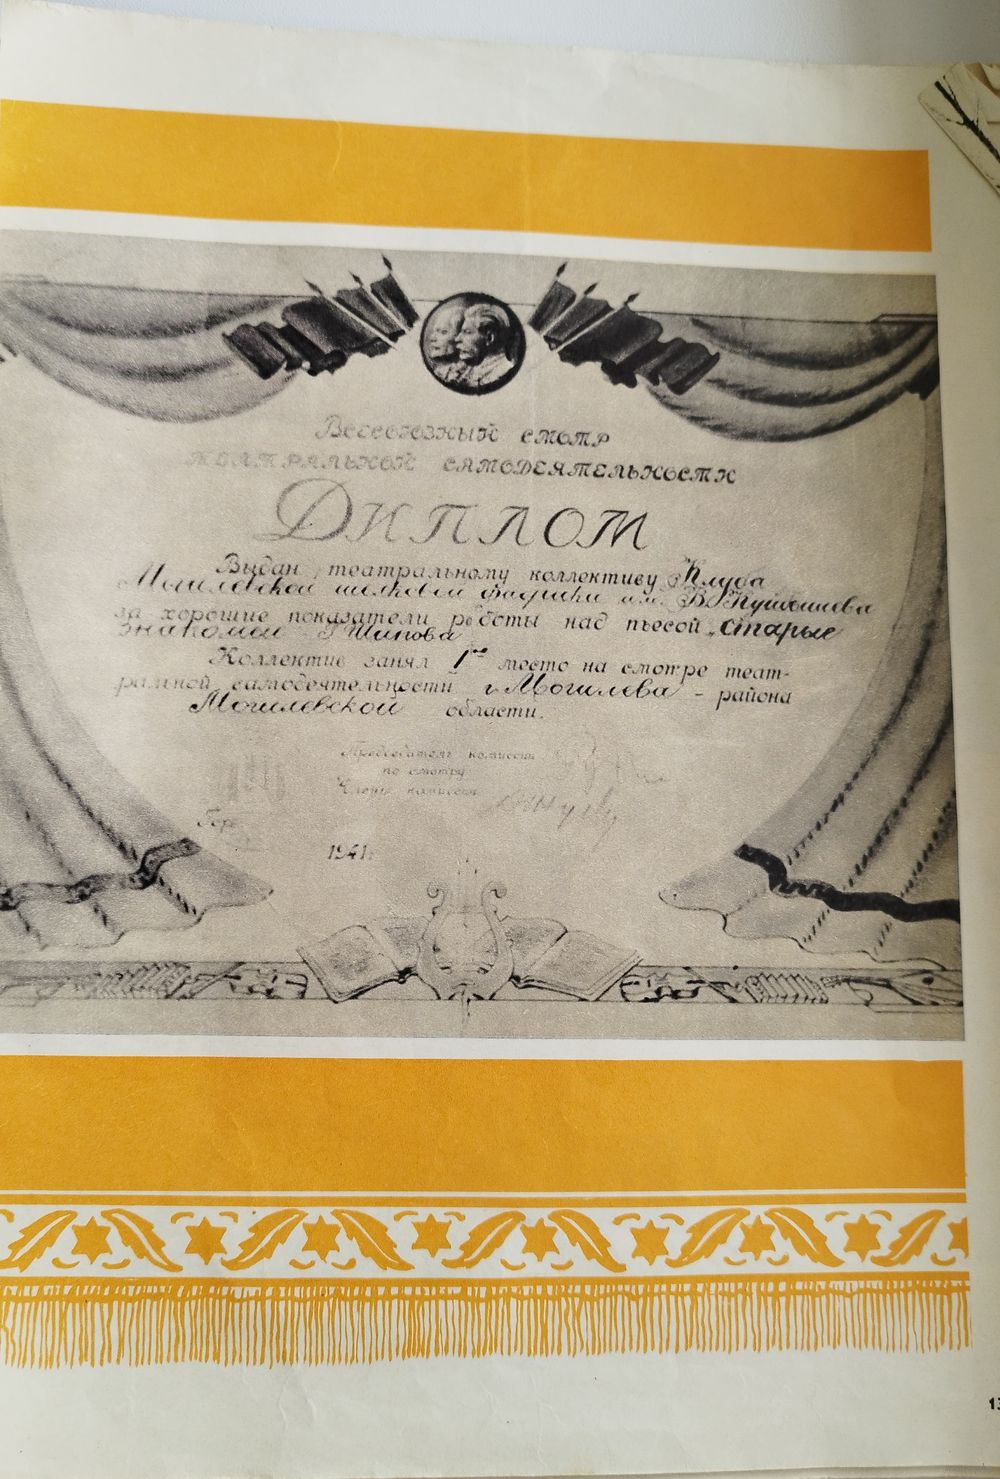 Всесоюзный смотр
театральной самодеятельности
Диплом
Выдан театральному коллективу Клуба
Могилевской шелковой фабрики им. В. Куйбышева
за хорошие показатели работы над пьесой „Старые
знакомые"
Коллектив занял 1ое место на смотре теат-
ральной самодеятельности г. Могилева - района
Могилевской области.
Председатель комиссии
по смотру
Члены комиссии
1941г.
13